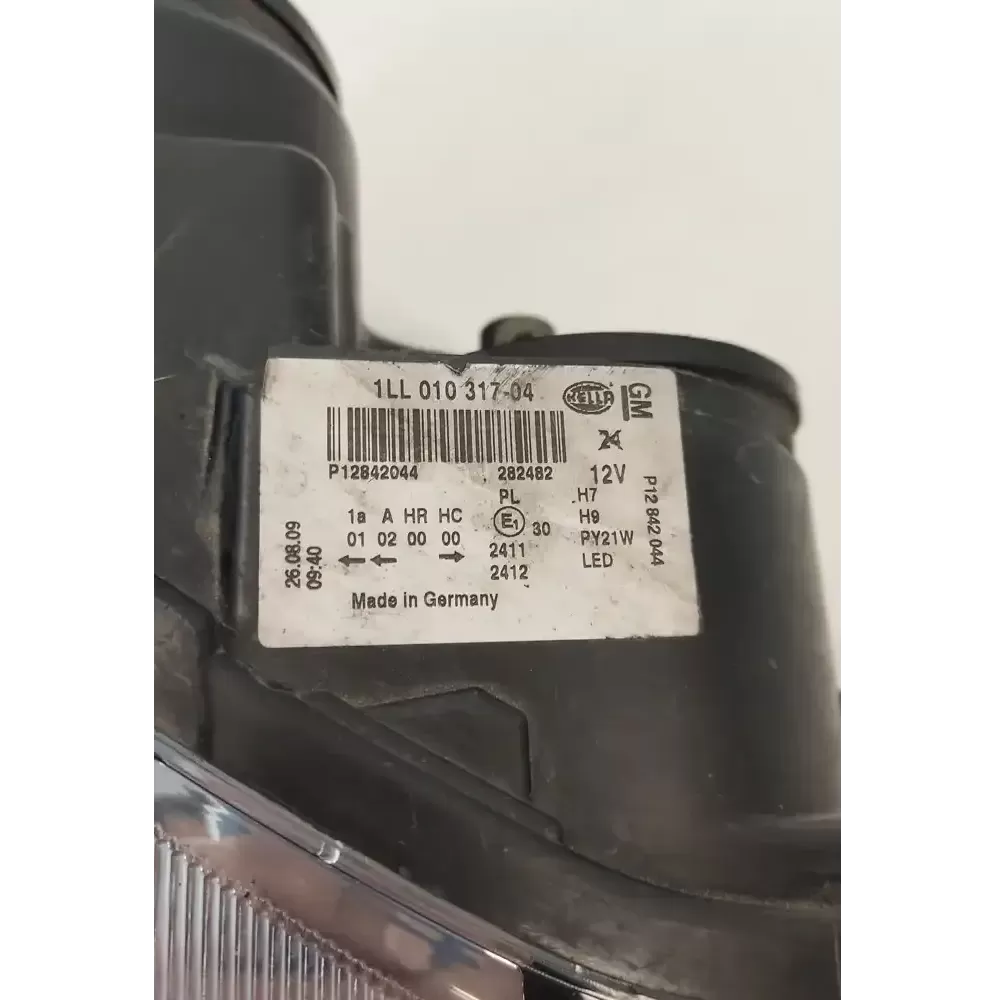 1LL 010 317-04
HELLA
GM
P12842044 282482
24
12V
P12 842 044
PL
H7
1a A HR HC
E1 30
H9
01 02 00 00
PY21W
2411
LED
2412
26.08.09
09:40
Made in Germany